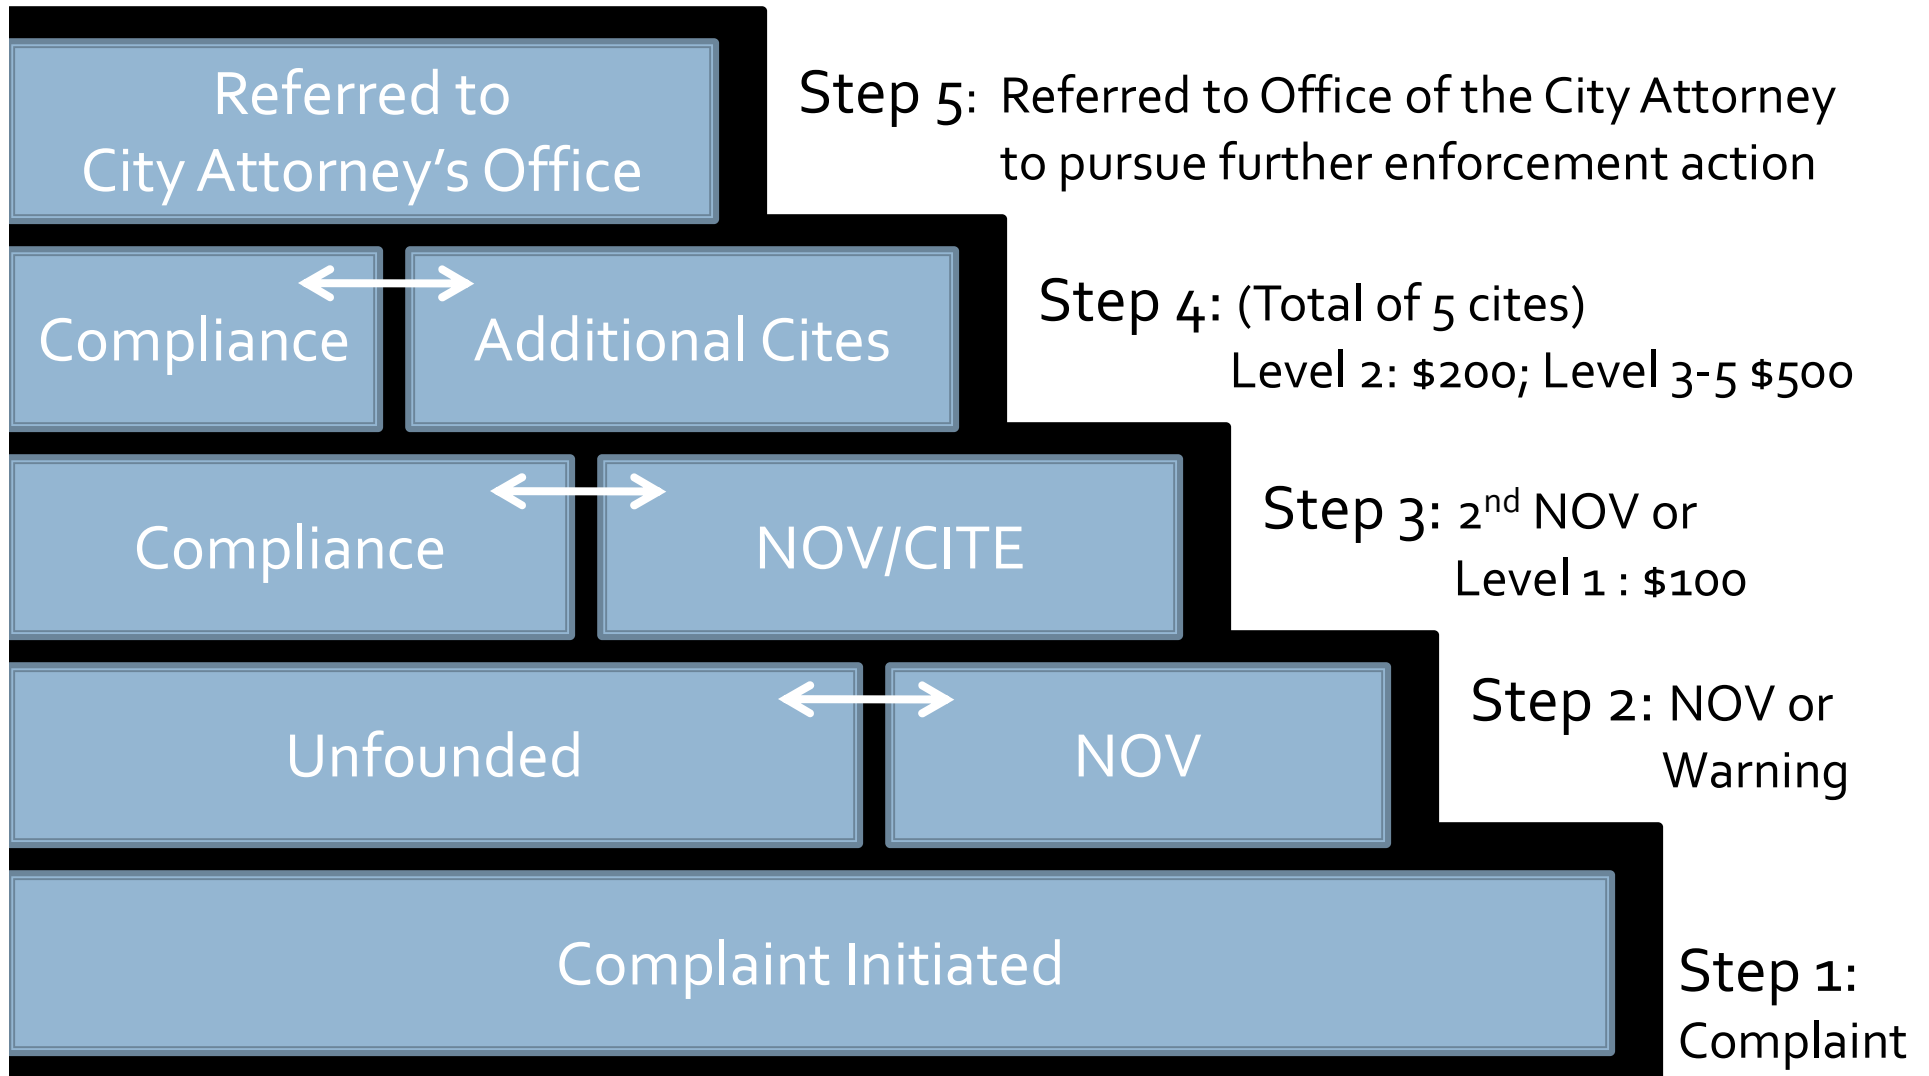 Referred to
City Attorney’s Office
Step 5: Referred to Office of the City Attorney
to pursue further enforcement action
Compliance
Additional Cites
Step 4: (Total of 5 cites)
Level 2: $200; Level 3-5 $500
Compliance
NOV/CITE
Step 3: 2nd NOV or
Level 1 : $100
Unfounded
NOV
Step 2: NOV or
Warning
Complaint Initiated
Step 1:
Complaint